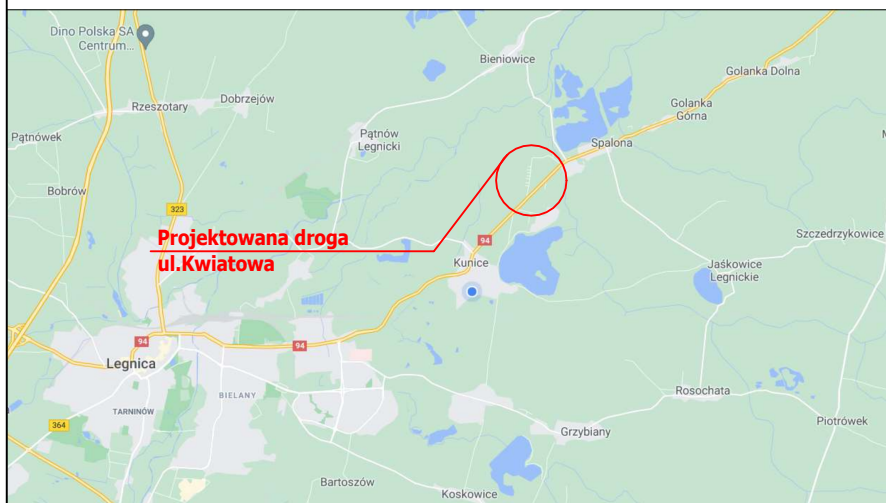 Dino Polska SA
Centrum...
Bieniowice
Golanka Dolna
Rzeszotary
Dobrzejów
Golanka
Górna
Pątnówek
Pątnów
Legnicki
Spalona
Bobrów
323
Projektowana droga
ul.Kwiatowa
94
Szczedrzykowice
Kunice
Jaśkowice
Legnickie
94
94
Legnica
BIELANY
Rosochata
TARNINÓW
364
Grzybiany
Piotrówek
Bartoszów
Koskowice